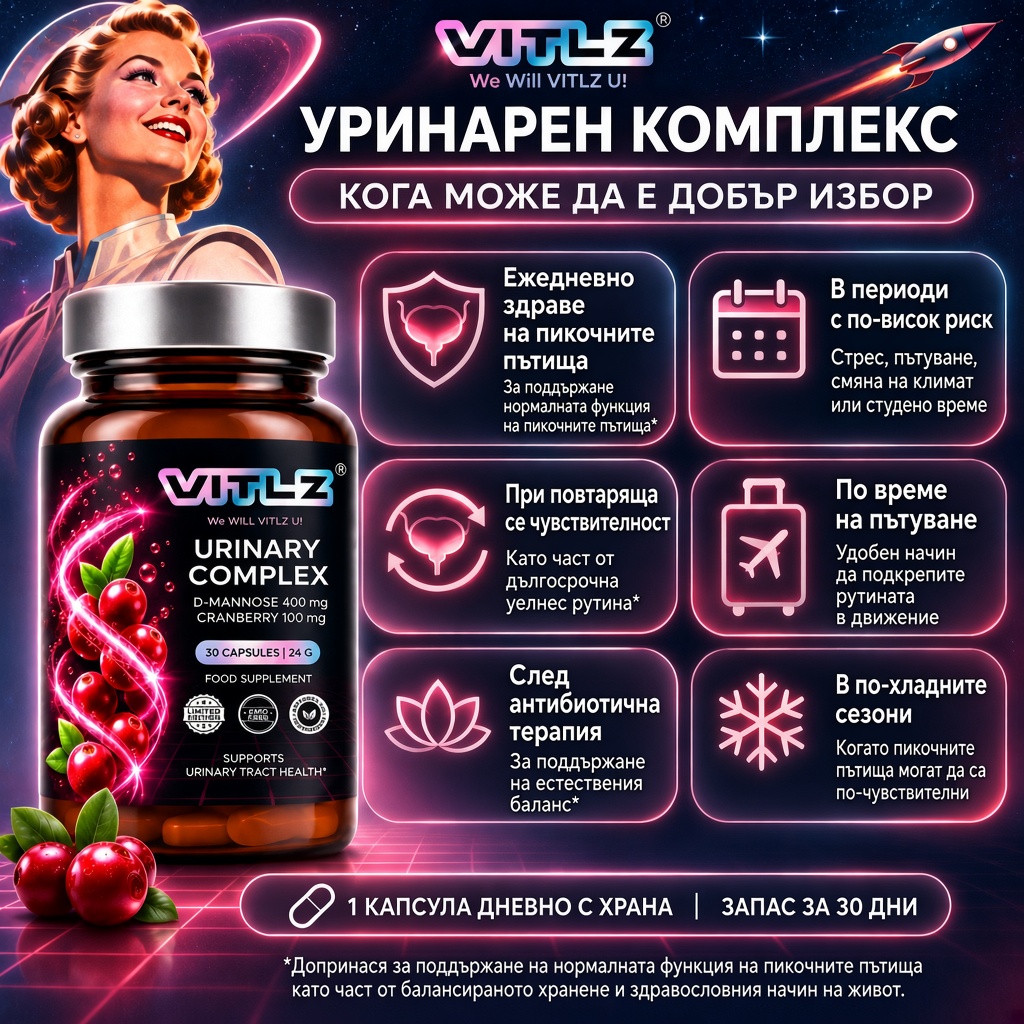 VITLZ®
We Will VITLZ U!
УРИНАРЕН КОМПЛЕКС
КОГА МОЖЕ ДА Е ДОБЪР ИЗБОР
Ежедневно
здраве
на пикочните
пътища
За поддържане
нормалната функция
на пикочните пътища*
В периоди
с по-висок риск
Стрес, пътуване,
смяна на климат
или студено време
При повтаряща
се чувствителност
Като част от
дългосрочна
уелнес рутина*
По време
на пътуване
Удобен начин
да подкрепите
рутината
в движение
След
антибиотична
терапия
За поддържане
на естествения
баланс*
В по-хладните
сезони
Когато пикочните
пътища могат да са
по-чувствителни
VITLZ®
We WILL VITLZ U!
URINARY
COMPLEX
D-MANNOSE 400 mg
CRANBERRY 100 mg
30 CAPSULES | 24 G
FOOD SUPPLEMENT
LIMITED
SUPPORTS
URINARY TRACT HEALTH*
1 КАПСУЛА ДНЕВНО С ХРАНА | ЗАПАС ЗА 30 ДНИ
*Допринася за поддържане на нормалната функция на пикочните пътища
като част от балансираното хранене и здравословния начин на живот.